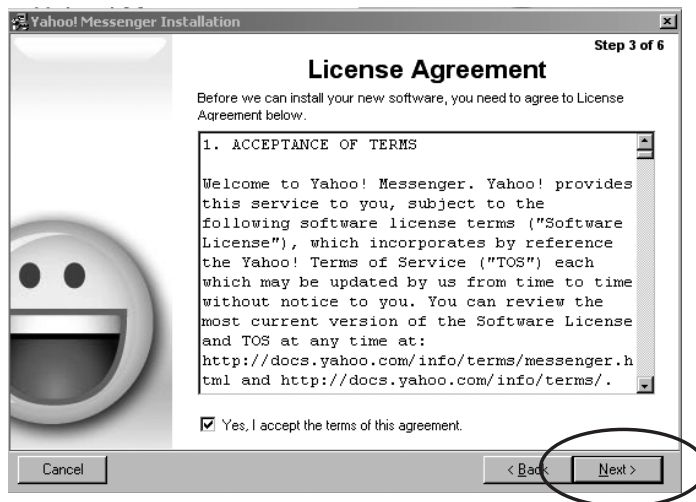 Yahoo! Messenger Installation
Step 3 of 6
License Agreement
Before we can install your new software, you need to agree to License
Agreement below.
1. ACCEPTANCE OF TERMS
Welcome to Yahoo! Messenger. Yahoo! provides
this service to you, subject to the
following software license terms ("Software
License"), which incorporates by reference
the Yahoo! Terms of Service ("TOS") each
which may be updated by us from time to time
without notice to you. You can review the
most current version of the Software License
and TOS at any time at:
http://docs.yahoo.com/info/terms/messenger.h
tml and http://docs.yahoo.com/info/terms/.
Yes, I accept the terms of this agreement.
Cancel
< Back
Next >